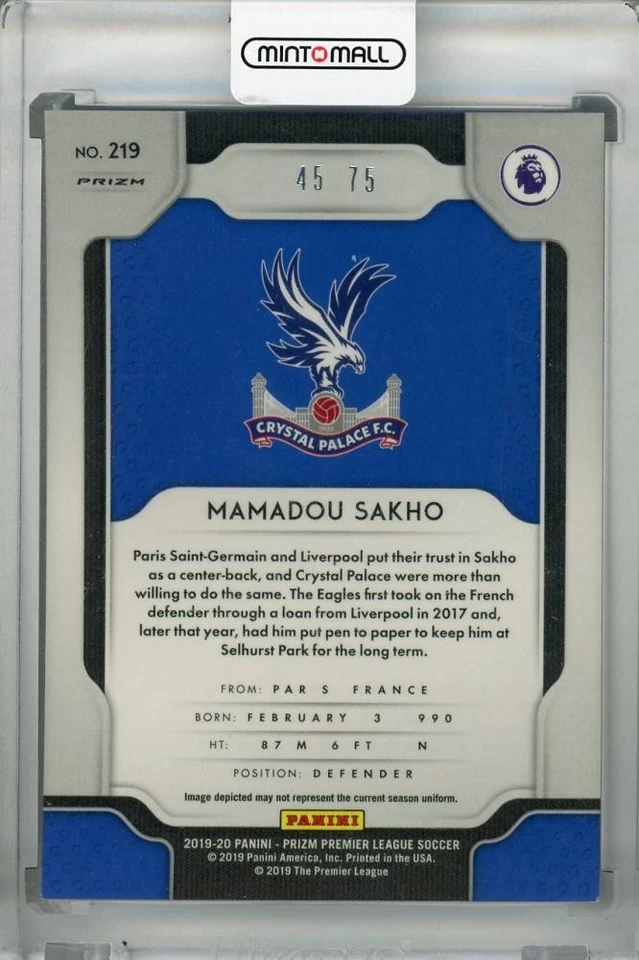 MINTOMALL
NO. 219
PRIZM
45 75
CRYSTAL PALACE F.C.
MAMADOU SAKHO
Paris Saint-Germain and Liverpool put their trust in Sakho
as a center-back, and Crystal Palace were more than
willing to do the same. The Eagles first took on the French
defender through a loan from Liverpool in 2017 and,
later that year, had him put pen to paper to keep him at
Selhurst Park for the long term.
FROM: PAR S FRANCE
BORN: FEBRUARY 3 990
HT: 87 M 6 FT N
POSITION: DEFENDER
Image depicted may not represent the current season uniform.
PANINI
2019-20 PANINI - PRIZM PREMIER LEAGUE SOCCER
© 2019 Panini America, Inc. Printed in the USA.
© 2019 The Premier League